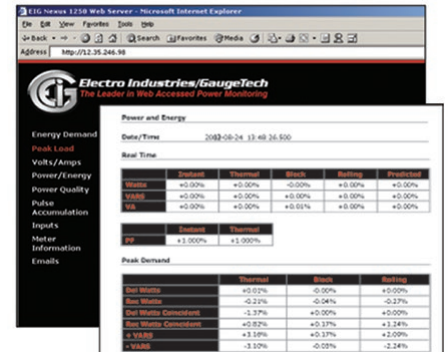 EIG Nexus 1250 Web Server - Microsoft Internet Explorer
File Edit View Favorites Tools Help
Back Search Favorites Media
Address http://12.35.246.98
Electro Industries/GaugeTech
The Leader in Web Accessed Power Monitoring
Energy Demand
Peak Load
Volts/Amps
Power/Energy
Power Quality
Pulse
Accumulation
Inputs
Meter
Information
Emails
Power and Energy
Date/Time 13:48 26.500
Real Time
Instant Thermal Block Rolling Predicted
Watts +0.00% +0.00% -0.00% +0.00% +0.00%
VARS +0.00% +0.00% +0.00% +0.00% +0.00%
VA +0.00% +0.00% +0.01% +0.00% +0.00%
Instant Thermal
PF +1.000% +1.000%
Peak Demand
Thermal Block Rolling
Del Watts -0.00% +0.00%
Rec Watts -0.21% -0.04% -0.27%
Del Watts Coincident -1.37% +0.00% +0.00%
Rec Watts Coincident +0.82% +0.17% +1.24%
+ VARS +0.17% +2.09%
- VARS -3.10% -2.24%